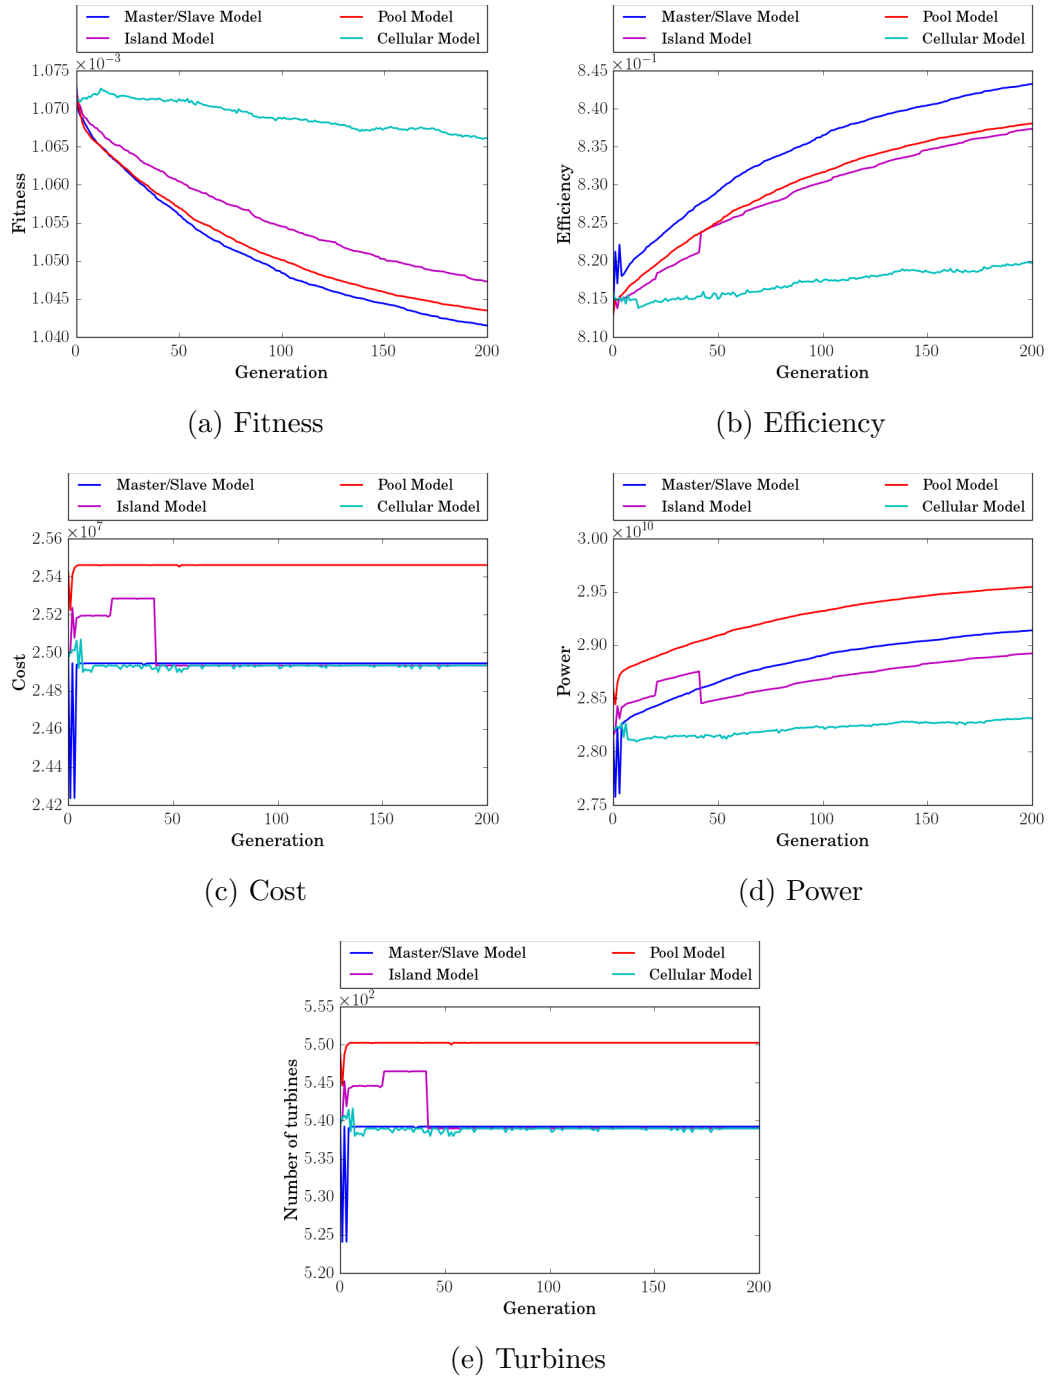 Master/Slave Model Pool Model
Island Model Cellular Model
×10⁻³
1.075
1.070
1.065
1.060
1.055
1.050
1.045
1.040
Fitness
0 50 100 150 200
Generation
(a) Fitness
Master/Slave Model Pool Model
Island Model Cellular Model
×10⁻¹
8.45
8.40
8.35
8.30
8.25
8.20
8.15
8.10
Efficiency
0 50 100 150 200
Generation
(b) Efficiency
Master/Slave Model Pool Model
Island Model Cellular Model
×10⁷
2.56
2.54
2.52
2.50
2.48
2.46
2.44
2.42
Cost
0 50 100 150 200
Generation
(c) Cost
Master/Slave Model Pool Model
Island Model Cellular Model
×10¹⁰
3.00
2.95
2.90
2.85
2.80
2.75
Power
0 50 100 150 200
Generation
(d) Power
Master/Slave Model Pool Model
Island Model Cellular Model
×10²
5.55
5.50
5.45
5.40
5.35
5.30
5.25
5.20
Number of turbines
0 50 100 150 200
Generation
(e) Turbines